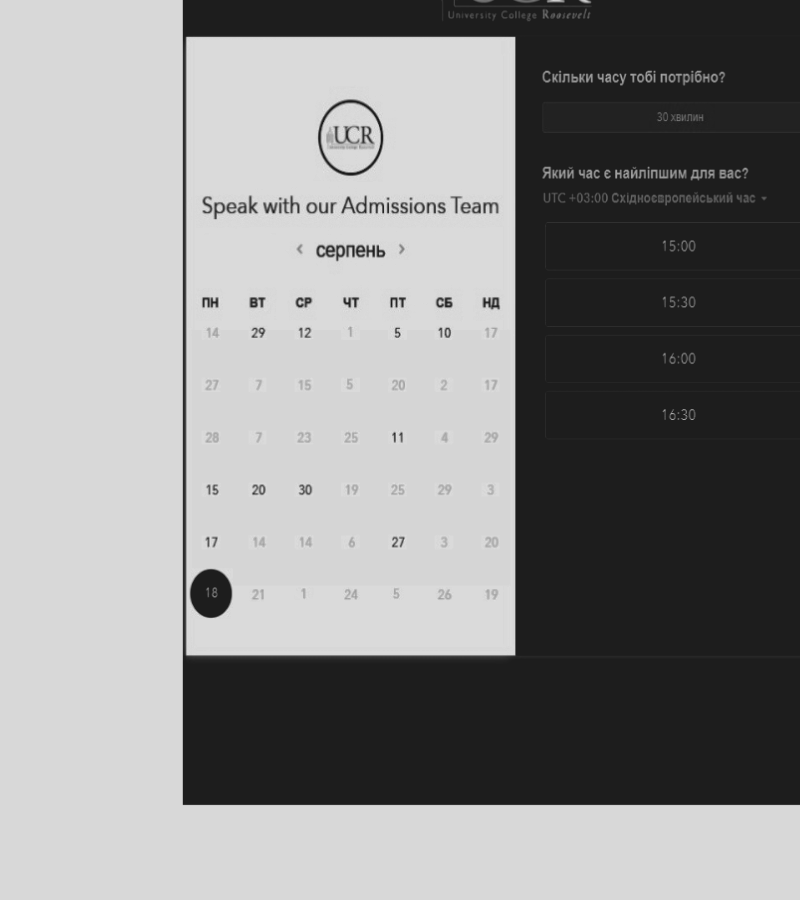 University College Roosevelt
UCR
Speak with our Admissions Team
< серпень >
ПН ВТ СР ЧТ ПТ СБ НД
14 29 12 1 5 10 17
27 7 15 5 20 2 17
28 7 23 25 11 4 29
15 20 30 19 25 29 3
17 14 14 6 27 3 20
18 21 1 24 5 26 19
Скільки часу тобі потрібно?
30 хвилин
Який час є найліпшим для вас?
UTC +03:00 Східноєвропейський час
15:00
15:30
16:00
16:30